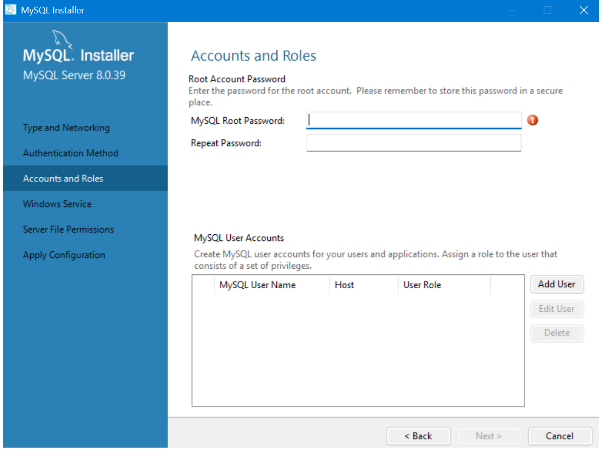 MySQL Installer
MySQL. Installer
MySQL Server 8.0.39
Type and Networking
Authentication Method
Accounts and Roles
Windows Service
Server File Permissions
Apply Configuration
Accounts and Roles
Root Account Password
Enter the password for the root account. Please remember to store this password in a secure
place.
MySQL Root Password:
Repeat Password:
MySQL User Accounts
Create MySQL user accounts for your users and applications. Assign a role to the user that
consists of a set of privileges.
MySQL User Name Host User Role
Add User
Edit User
Delete
< Back Next > Cancel